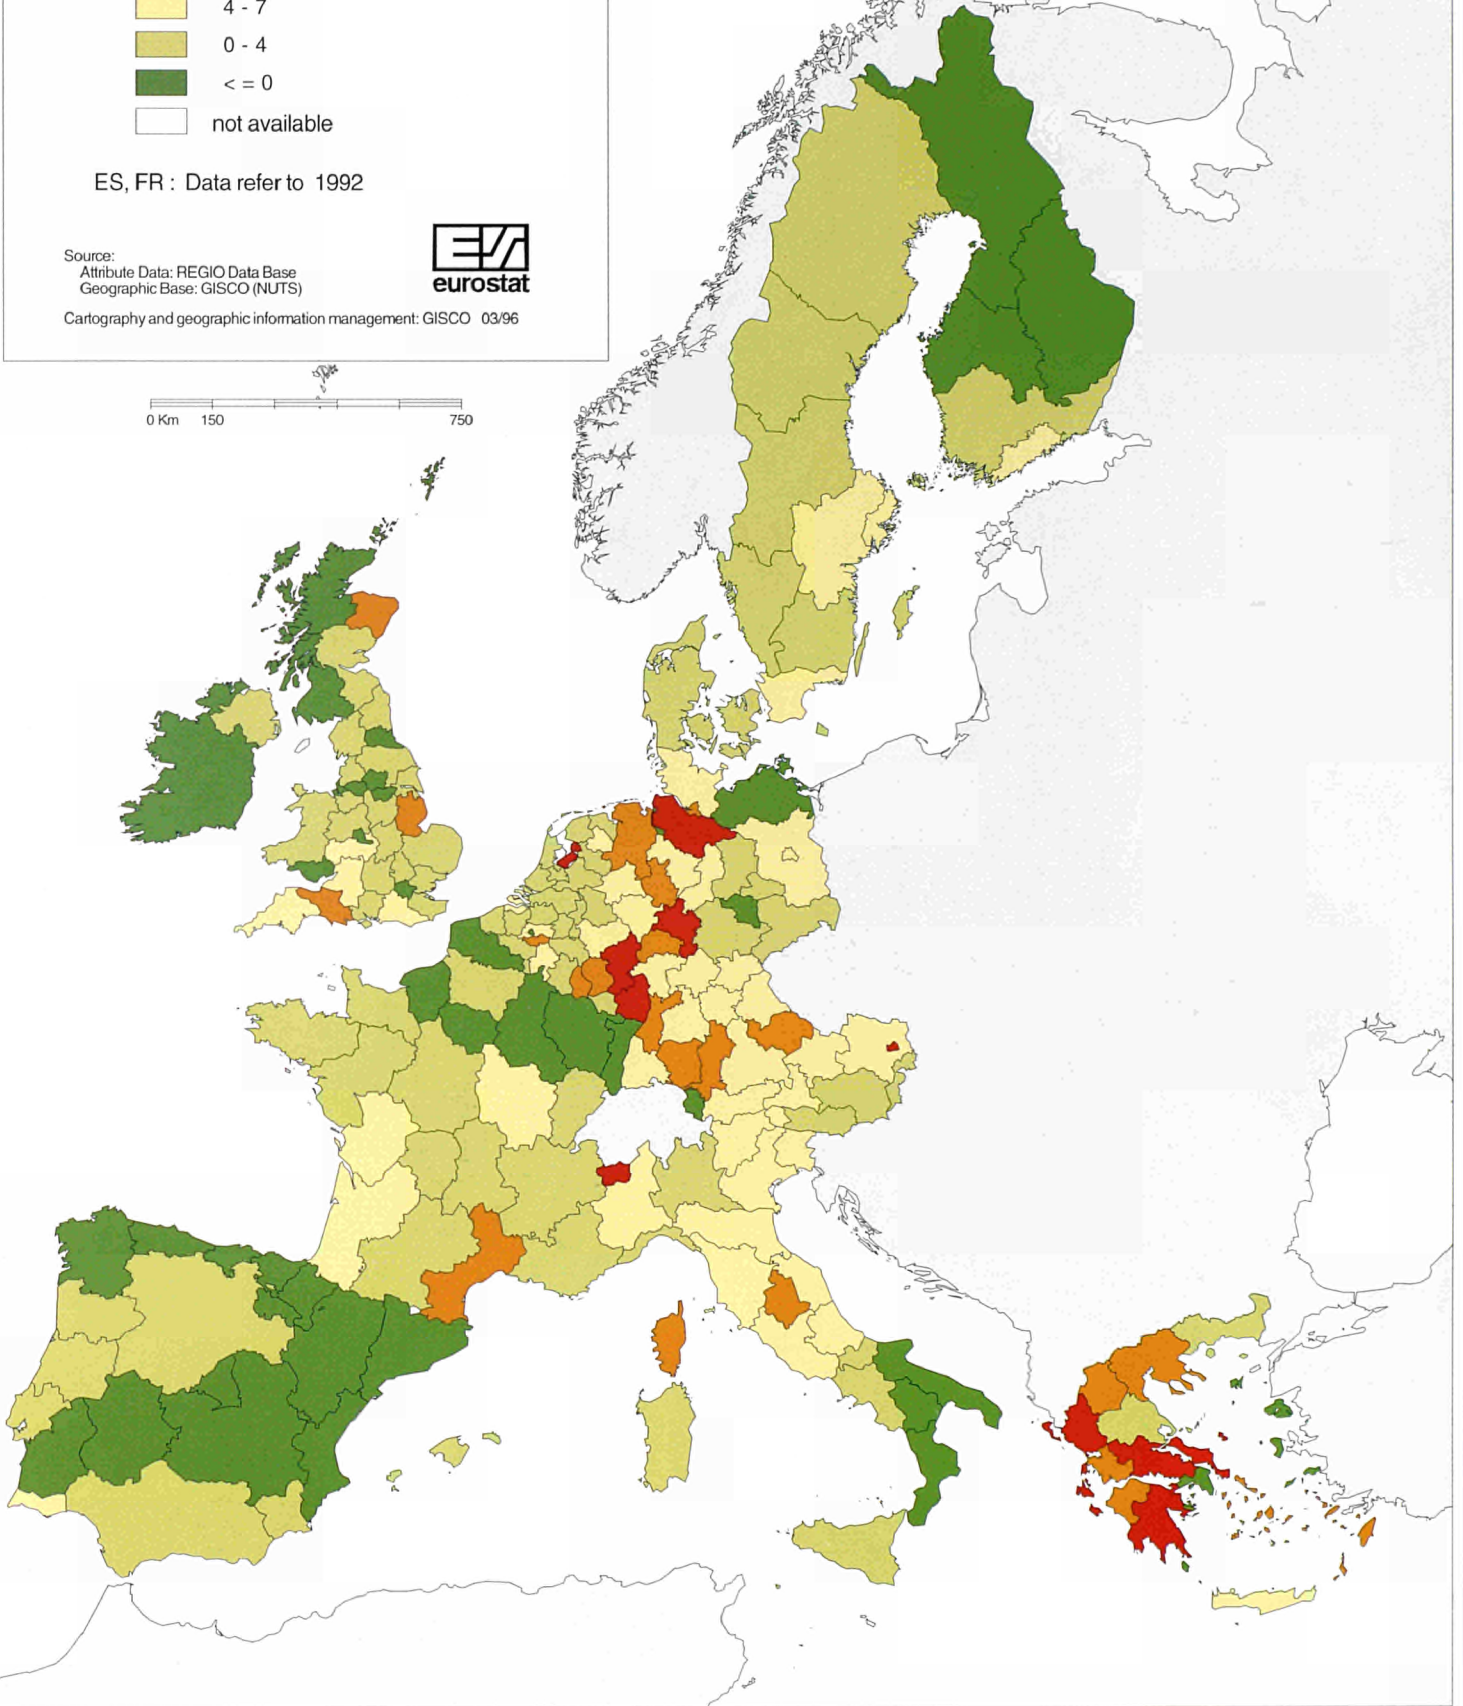 4 - 7
0 - 4
< = 0
not available
ES, FR : Data refer to 1992
Source:
Attribute Data: REGIO Data Base
Geographic Base: GISCO (NUTS)
eurostat
Cartography and geographic information management: GISCO 03/96
0 Km 150 750